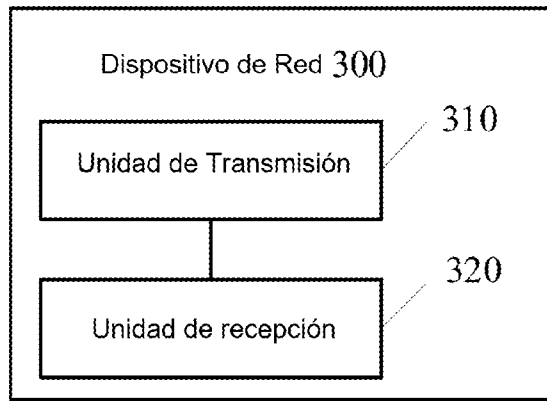 Dispositivo de Red 300
310
Unidad de Transmisión
320
Unidad de recepción